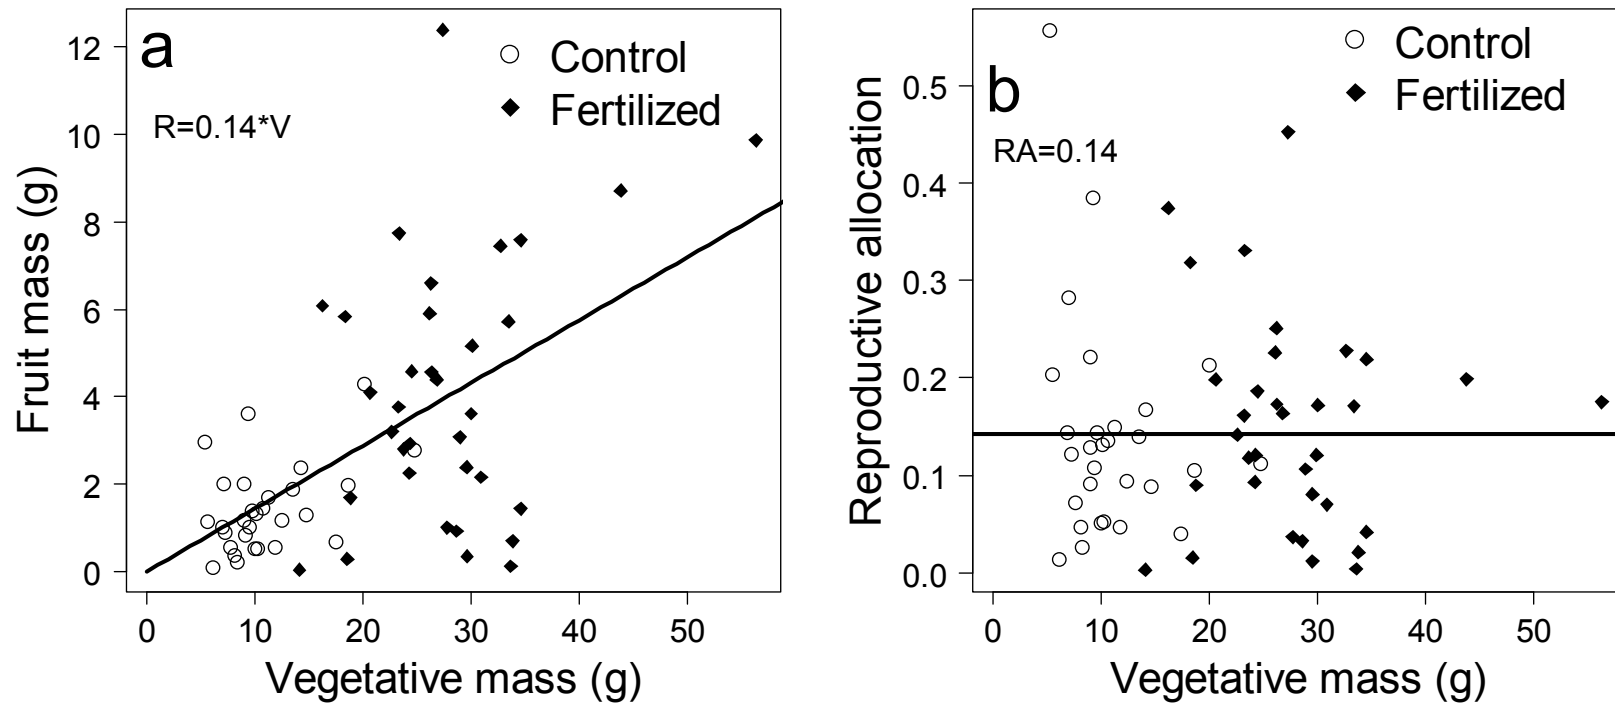 a
Control
Fertilized
R=0.14*V
12
10
8
6
4
2
0
Fruit mass (g)
0 10 20 30 40 50
Vegetative mass (g)
b
Control
Fertilized
RA=0.14
0.5
0.4
0.3
0.2
0.1
0.0
Reproductive allocation
0 10 20 30 40 50
Vegetative mass (g)